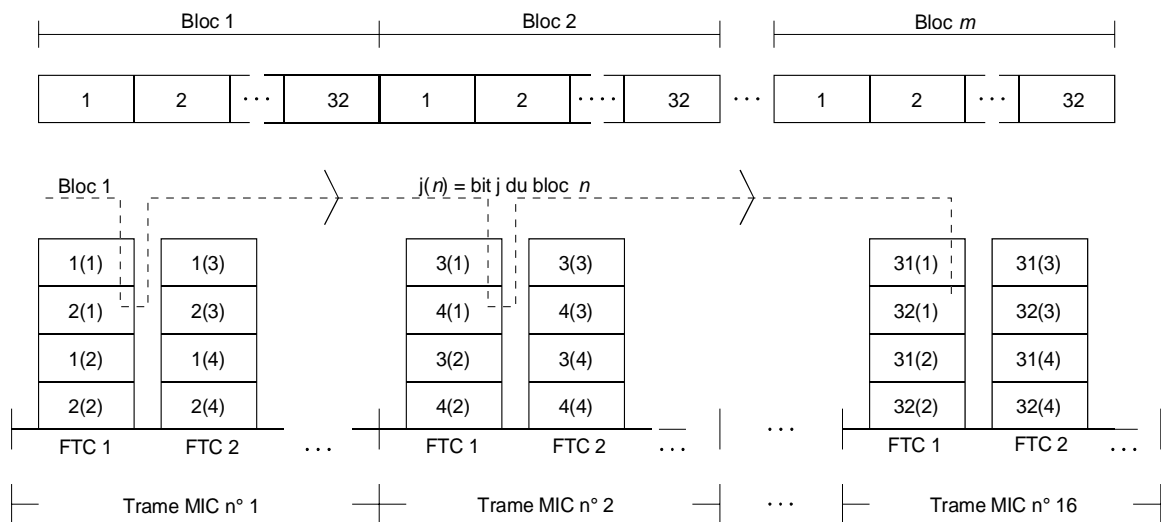 Bloc 1 Bloc 2 Bloc m
1 2 ... 32 1 2 .... 32 ... 1 2 ... 32
Bloc 1 j(n) = bit j du bloc n
1(1) 1(3) 3(1) 3(3) 31(1) 31(3)
2(1) 2(3) 4(1) 4(3) 32(1) 32(3)
1(2) 1(4) 3(2) 3(4) 31(2) 31(4)
2(2) 2(4) 4(2) 4(4) 32(2) 32(4)
FTC 1 FTC 2 ... FTC 1 FTC 2 ... ... FTC 1 FTC 2 ...
Trame MIC n° 1 Trame MIC n° 2 ... Trame MIC n° 16